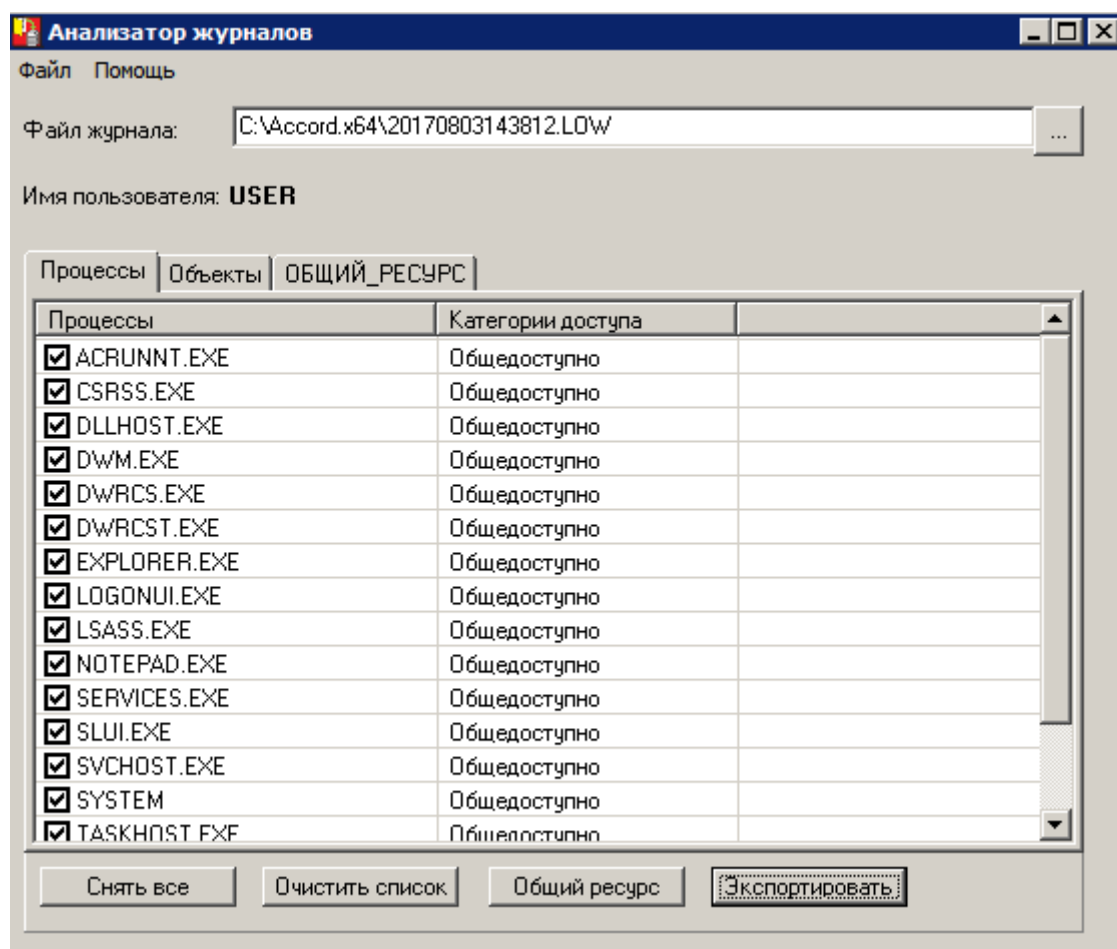 Анализатор журналов
Файл Помощь
Файл журнала: C:\Accord.x64\20170803143812.LOW ...
Имя пользователя: USER
Процессы Объекты ОБЩИЙ_РЕСУРС
Процессы Категории доступа
ACRUNNT.EXE Общедоступно
CSRSS.EXE Общедоступно
DLLHOST.EXE Общедоступно
DWM.EXE Общедоступно
DWRCS.EXE Общедоступно
DWRCST.EXE Общедоступно
EXPLORER.EXE Общедоступно
LOGONUI.EXE Общедоступно
LSASS.EXE Общедоступно
NOTEPAD.EXE Общедоступно
SERVICES.EXE Общедоступно
SLUI.EXE Общедоступно
SVCHOST.EXE Общедоступно
SYSTEM Общедоступно
TASKHOST.EXE Общедоступно
Снять все Очистить список Общий ресурс Экспортировать